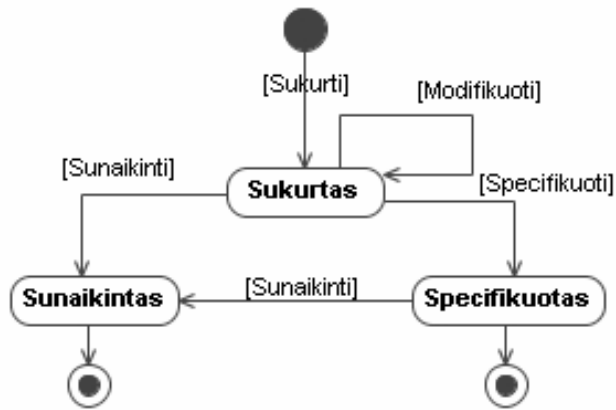 [Sukurti]
[Modifikuoti]
[Sunaikinti]
Sukurtas
[Specifikuoti]
Sunaikintas
[Sunaikinti]
Specifikuotas